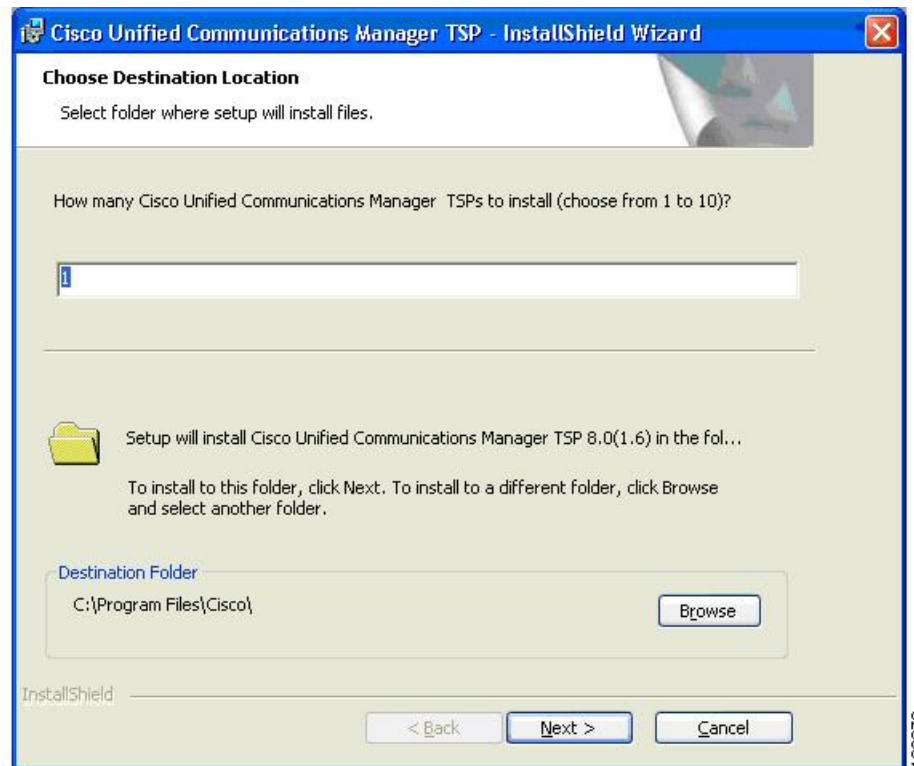 Cisco Unified Communications Manager TSP - InstallShield Wizard
Choose Destination Location
Select folder where setup will install files.
How many Cisco Unified Communications Manager TSPs to install (choose from 1 to 10)?
1
Setup will install Cisco Unified Communications Manager TSP 8.0(1.6) in the fol...
To install to this folder, click Next. To install to a different folder, click Browse
and select another folder.
Destination Folder
C:\Program Files\Cisco\
Browse
InstallShield
< Back
Next >
Cancel